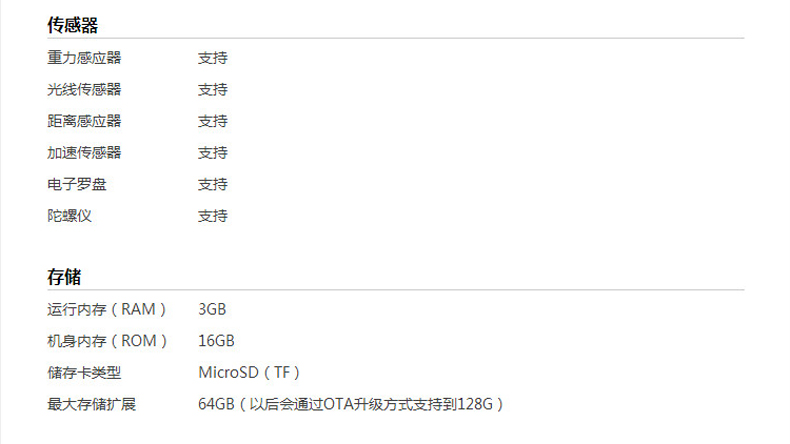 传感器
重力感应器 支持
光线传感器 支持
距离感应器 支持
加速传感器 支持
电子罗盘 支持
陀螺仪 支持
存储
运行内存（RAM） 3GB
机身内存（ROM） 16GB
储存卡类型 MicroSD（TF）
最大存储扩展 64GB（以后会通过OTA升级方式支持到128G）